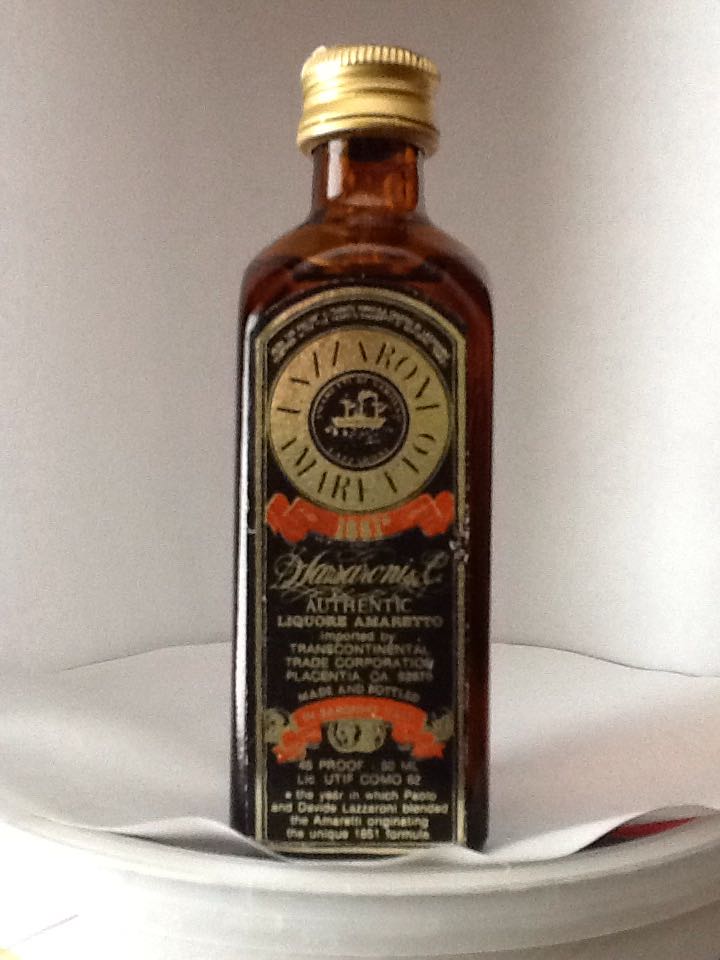 LAZZARONI
AMARETTO
LAZZARONI
1851*
D. Lazzaroni & C.
AUTHENTIC
LIQUORE AMARETTO
Imported by
TRANSCONTINENTAL
TRADE CORPORATION
PLACENTIA, CA 92670
MADE AND BOTTLED
48 PROOF 50 ML
LIC. UTIF COMO 62
* the year in which Paolo
and Davide Lazzaroni blended
the Amaretti originating
the unique 1851 formula.